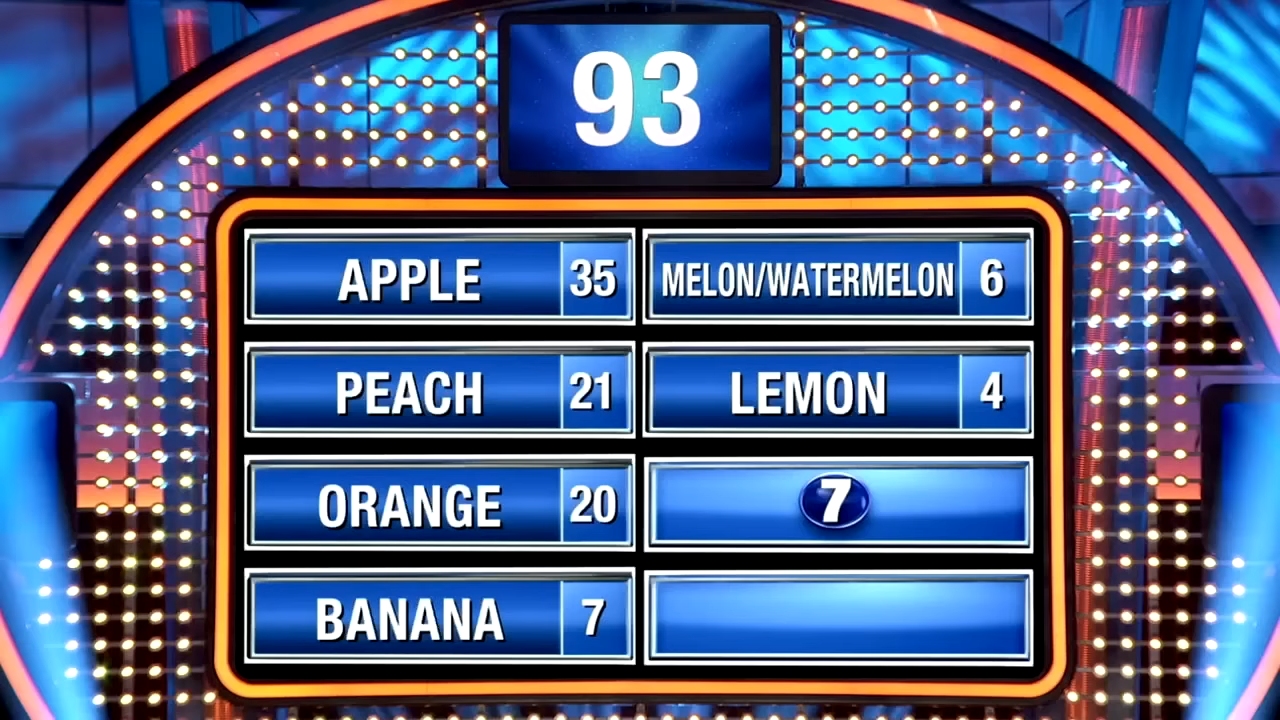 93
APPLE 35
PEACH 21
ORANGE 20
BANANA 7
MELON/WATERMELON 6
LEMON 4
7